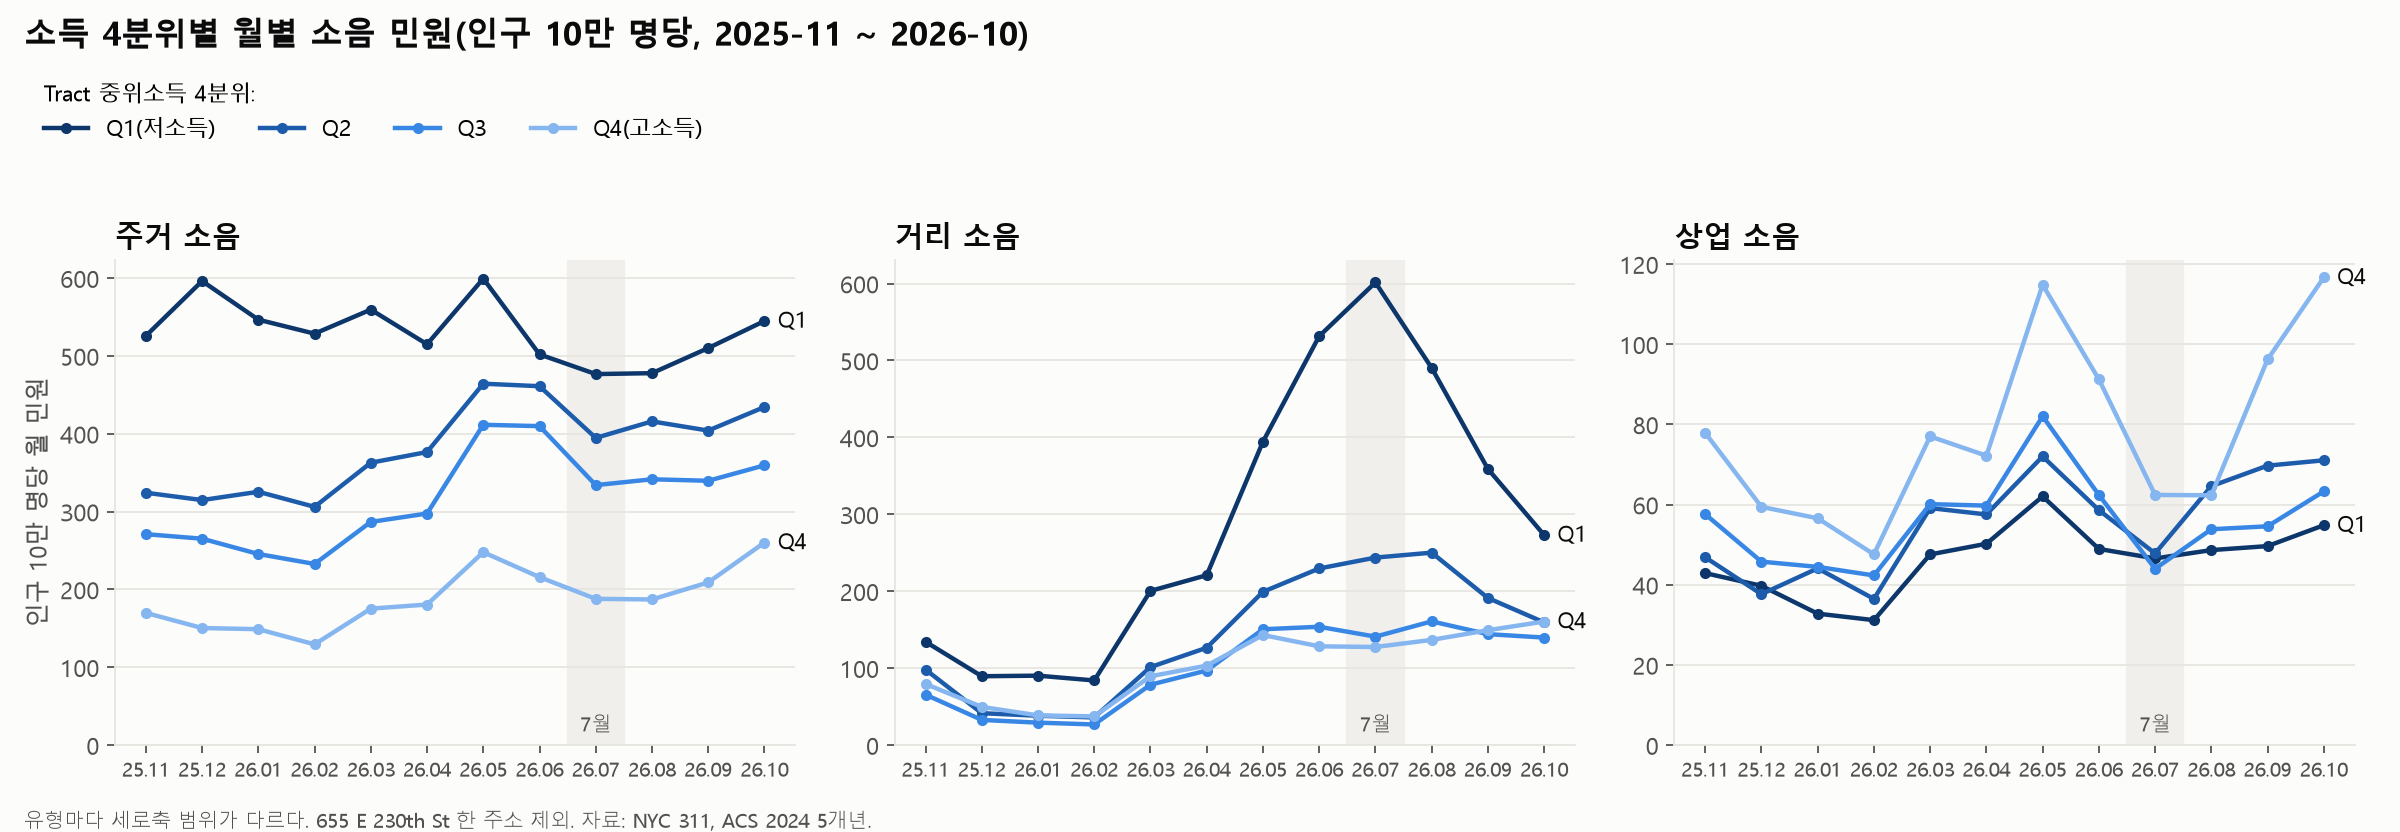 소득 4분위별 월별 소음 민원(인구 10만 명당, 2025-11 ~ 2026-10)
Tract 중위소득 4분위:
Q1(저소득) Q2 Q3 Q4(고소득)
주거 소음
인구 10만 명당 월 민원
600
500
400
300
200
100
0
Q1
Q4
7월
25.11 25.12 26.01 26.02 26.03 26.04 26.05 26.06 26.07 26.08 26.09 26.10
거리 소음
600
500
400
300
200
100
0
Q1
Q4
7월
25.11 25.12 26.01 26.02 26.03 26.04 26.05 26.06 26.07 26.08 26.09 26.10
상업 소음
120
100
80
60
40
20
0
Q4
Q1
7월
25.11 25.12 26.01 26.02 26.03 26.04 26.05 26.06 26.07 26.08 26.09 26.10
유형마다 세로축 범위가 다르다. 655 E 230th St 한 주소 제외. 자료: NYC 311, ACS 2024 5개년.